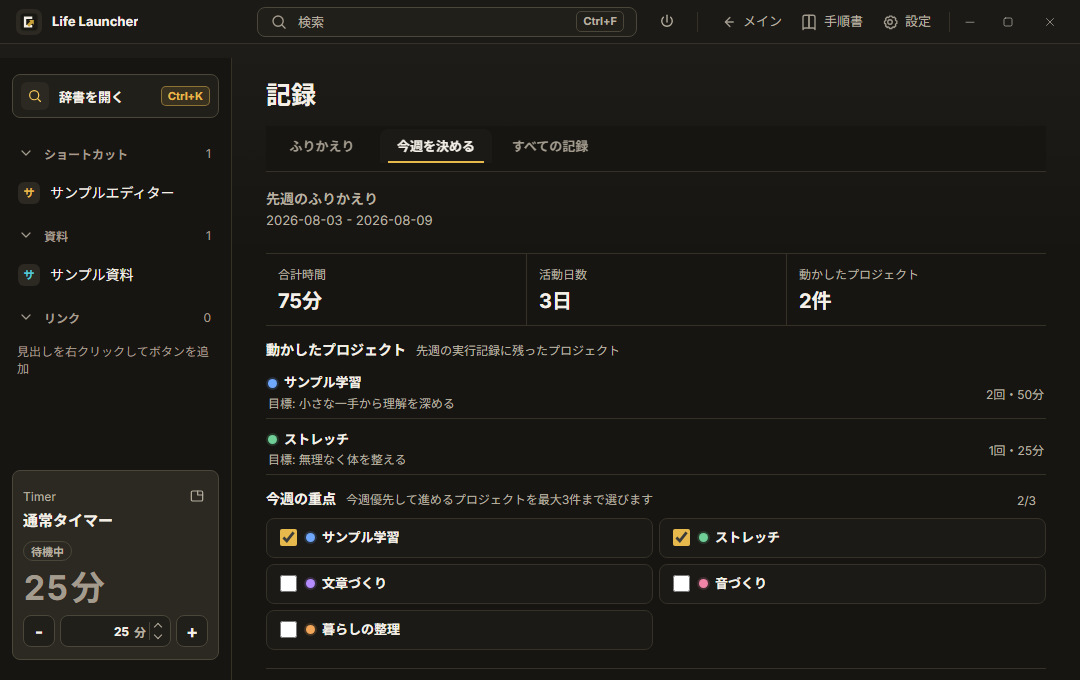 Life Launcher
検索
Ctrl+F
メイン
手順書
設定
辞書を開く
Ctrl+K
ショートカット 1
サ サンプルエディター
資料 1
サ サンプル資料
リンク 0
見出しを右クリックしてボタンを追
加
Timer
通常タイマー
待機中
25分
- 25 分 +
記録
ふりかえり 今週を決める すべての記録
先週のふりかえり
2026-08-03 - 2026-08-09
合計時間
75分
活動日数
3日
動かしたプロジェクト
2件
動かしたプロジェクト 先週の実行記録に残ったプロジェクト
サンプル学習
目標: 小さな一手から理解を深める
2回・50分
ストレッチ
目標: 無理なく体を整える
1回・25分
今週の重点 今週優先して進めるプロジェクトを最大3件まで選びます 2/3
サンプル学習
ストレッチ
文章づくり
音づくり
暮らしの整理